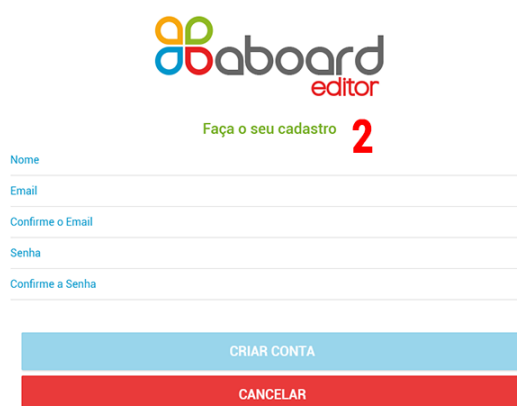 aboard
editor
Faça o seu cadastro 2
Nome
Email
Confirme o Email
Senha
Confirme a Senha
CRIAR CONTA
CANCELAR